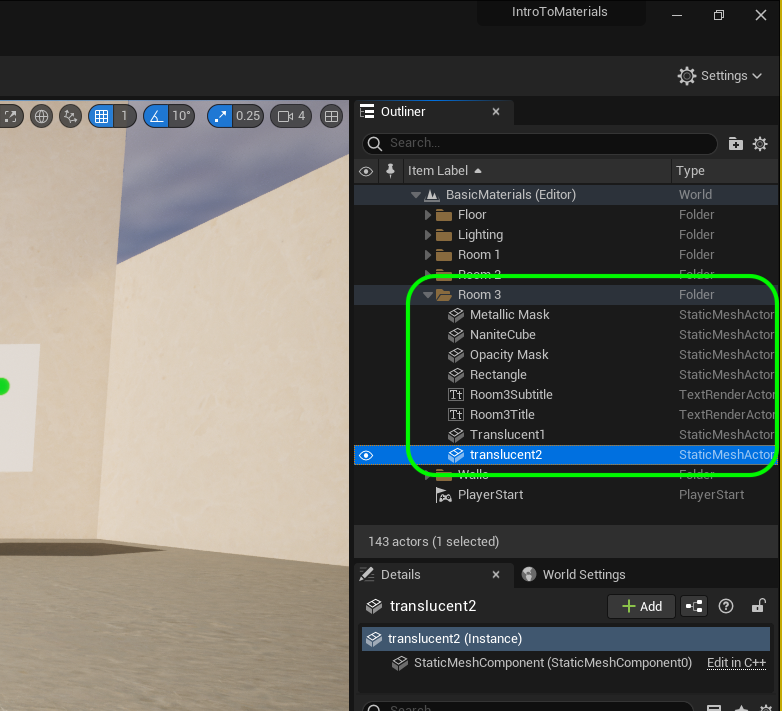 IntroToMaterials
Settings
1 10° 0.25 4
Outliner
Search...
Item Label Type
BasicMaterials (Editor) World
Floor Folder
Lighting Folder
Room 1 Folder
Room 2 Folder
Room 3 Folder
Metallic Mask StaticMeshActor
NaniteCube StaticMeshActor
Opacity Mask StaticMeshActor
Rectangle StaticMeshActor
Tt Room3Subtitle TextRenderActor
Tt Room3Title TextRenderActor
Translucent1 StaticMeshActor
translucent2 StaticMeshActor
Walls Folder
PlayerStart PlayerStart
143 actors (1 selected)
Details World Settings
translucent2 Add
translucent2 (Instance)
StaticMeshComponent (StaticMeshComponent0) Edit in C++
Search